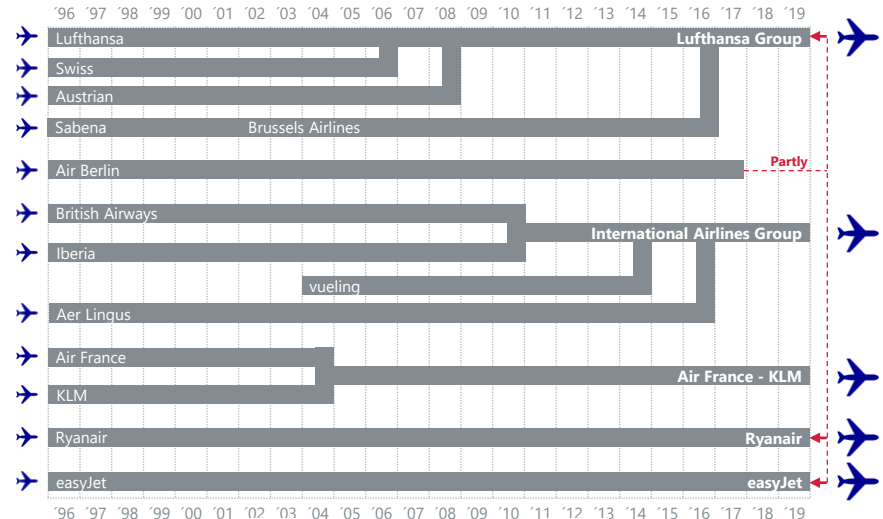 ´96 ´97 ´98 ´99 ´00 ´01 ´02 ´03 ´04 ´05 ´06 ´07 ´08 ´09 ´10 ´11 ´12 ´13 ´14 ´15 ´16 ´17 ´18 ´19
Lufthansa Lufthansa Group
Swiss
Austrian
Sabena Brussels Airlines
Partly
Air Berlin
British Airways
International Airlines Group
Iberia
vueling
Aer Lingus
Air France
Air France - KLM
KLM
Ryanair Ryanair
easyJet easyJet
´96 ´97 ´98 ´99 ´00 ´01 ´02 ´03 ´04 ´05 ´06 ´07 ´08 ´09 ´10 ´11 ´12 ´13 ´14 ´15 ´16 ´17 ´18 ´19